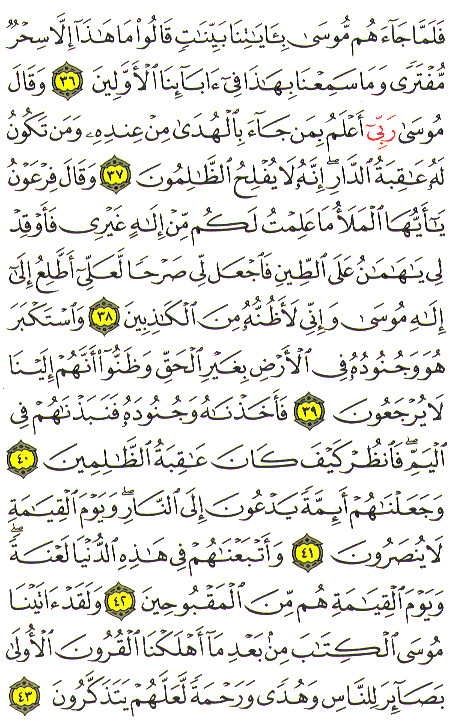 فَلَمَّا جَآءَهُم مُّوسَىٰ بِـَٔايَـٰتِنَا بَيِّنَـٰتٍ قَالُوا۟ مَا هَـٰذَآ إِلَّا سِحْرٌ
مُّفْتَرًى وَمَا سَمِعْنَا بِهَـٰذَا فِىٓ ءَابَآئِنَا ٱلْأَوَّلِينَ ٣٦ وَقَالَ
مُوسَىٰ رَبِّىٓ أَعْلَمُ بِمَن جَآءَ بِٱلْهُدَىٰ مِنْ عِندِهِۦ وَمَن تَكُونُ
لَهُۥ عَـٰقِبَةُ ٱلدَّارِ ۖ إِنَّهُۥ لَا يُفْلِحُ ٱلظَّـٰلِمُونَ ٣٧ وَقَالَ فِرْعَوْنُ
يَـٰٓأَيُّهَا ٱلْمَلَأُ مَا عَلِمْتُ لَكُم مِّنْ إِلَـٰهٍ غَيْرِى فَأَوْقِدْ
لِى يَـٰهَـٰمَـٰنُ عَلَى ٱلطِّينِ فَٱجْعَل لِّى صَرْحًا لَّعَلِّىٓ أَطَّلِعُ إِلَىٰٓ
إِلَـٰهِ مُوسَىٰ وَإِنِّى لَأَظُنُّهُۥ مِنَ ٱلْكَـٰذِبِينَ ٣٨ وَٱسْتَكْبَرَ
هُوَ وَجُنُودُهُۥ فِى ٱلْأَرْضِ بِغَيْرِ ٱلْحَقِّ وَظَنُّوٓا۟ أَنَّهُمْ إِلَيْنَا
لَا يُرْجَعُونَ ٣٩ فَأَخَذْنَـٰهُ وَجُنُودَهُۥ فَنَبَذْنَـٰهُمْ فِى
ٱلْيَمِّ ۖ فَٱنظُرْ كَيْفَ كَانَ عَـٰقِبَةُ ٱلظَّـٰلِمِينَ ٤٠
وَجَعَلْنَـٰهُمْ أَئِمَّةً يَدْعُونَ إِلَى ٱلنَّارِ ۖ وَيَوْمَ ٱلْقِيَـٰمَةِ
لَا يُنصَرُونَ ٤١ وَأَتْبَعْنَـٰهُمْ فِى هَـٰذِهِ ٱلدُّنْيَا لَعْنَةً ۖ
وَيَوْمَ ٱلْقِيَـٰمَةِ هُم مِّنَ ٱلْمَقْبُوحِينَ ٤٢ وَلَقَدْ ءَاتَيْنَا
مُوسَى ٱلْكِتَـٰبَ مِنۢ بَعْدِ مَآ أَهْلَكْنَا ٱلْقُرُونَ ٱلْأُولَىٰ
بَصَآئِرَ لِلنَّاسِ وَهُدًى وَرَحْمَةً لَّعَلَّهُمْ يَتَذَكَّرُونَ ٤٣